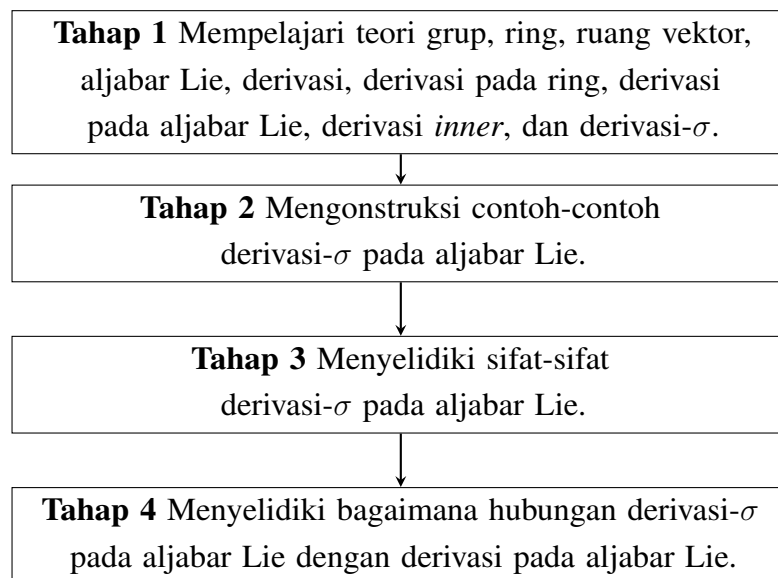 Tahap 1 Mempelajari teori grup, ring, ruang vektor,
aljabar Lie, derivasi, derivasi pada ring, derivasi
pada aljabar Lie, derivasi inner, dan derivasi-σ.
Tahap 2 Mengonstruksi contoh-contoh
derivasi-σ pada aljabar Lie.
Tahap 3 Menyelidiki sifat-sifat
derivasi-σ pada aljabar Lie.
Tahap 4 Menyelidiki bagaimana hubungan derivasi-σ
pada aljabar Lie dengan derivasi pada aljabar Lie.